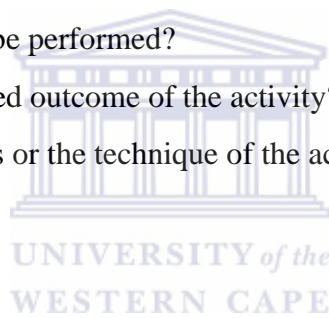 be performed?
ed outcome of the activity?
s or the technique of the ac
UNIVERSITY of the
WESTERN CAPE